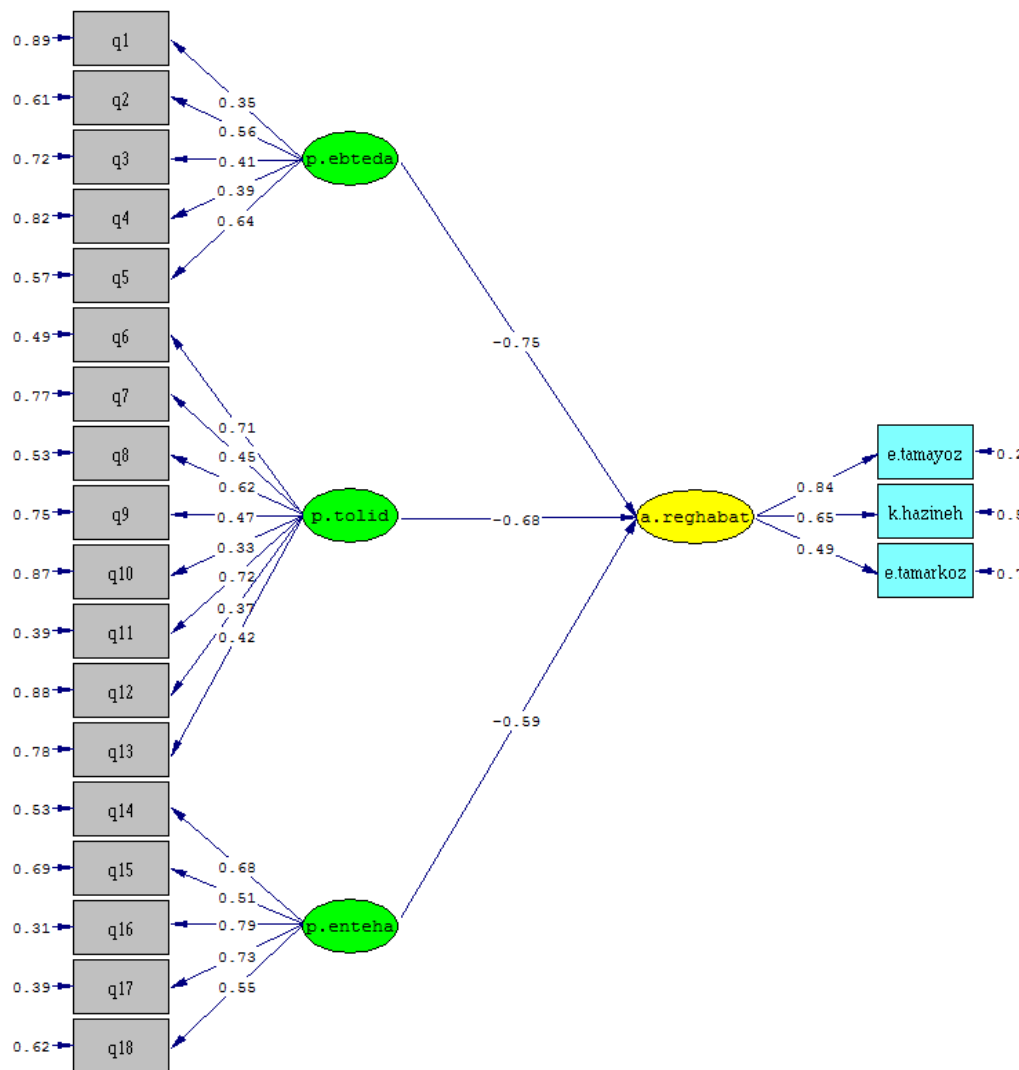 0.89 q1
0.35
0.61 q2
0.56
0.72 q3
0.41
p.ebteda
0.39
0.82 q4
0.64
0.57 q5
0.49 q6
-0.75
0.77 q7
0.71
0.45
0.53 q8
0.62
e.tamayoz
0.84
0.75 q9
0.47
p.tolid
-0.68
a.reghabat
0.65
k.hazineh
0.33
0.49
0.87 q10
0.72
e.tamarkoz
0.37
0.39 q11
0.42
0.88 q12
-0.59
0.78 q13
0.53 q14
0.68
0.69 q15
0.51
0.31 q16
0.79
p.enteha
0.73
0.39 q17
0.55
0.62 q18